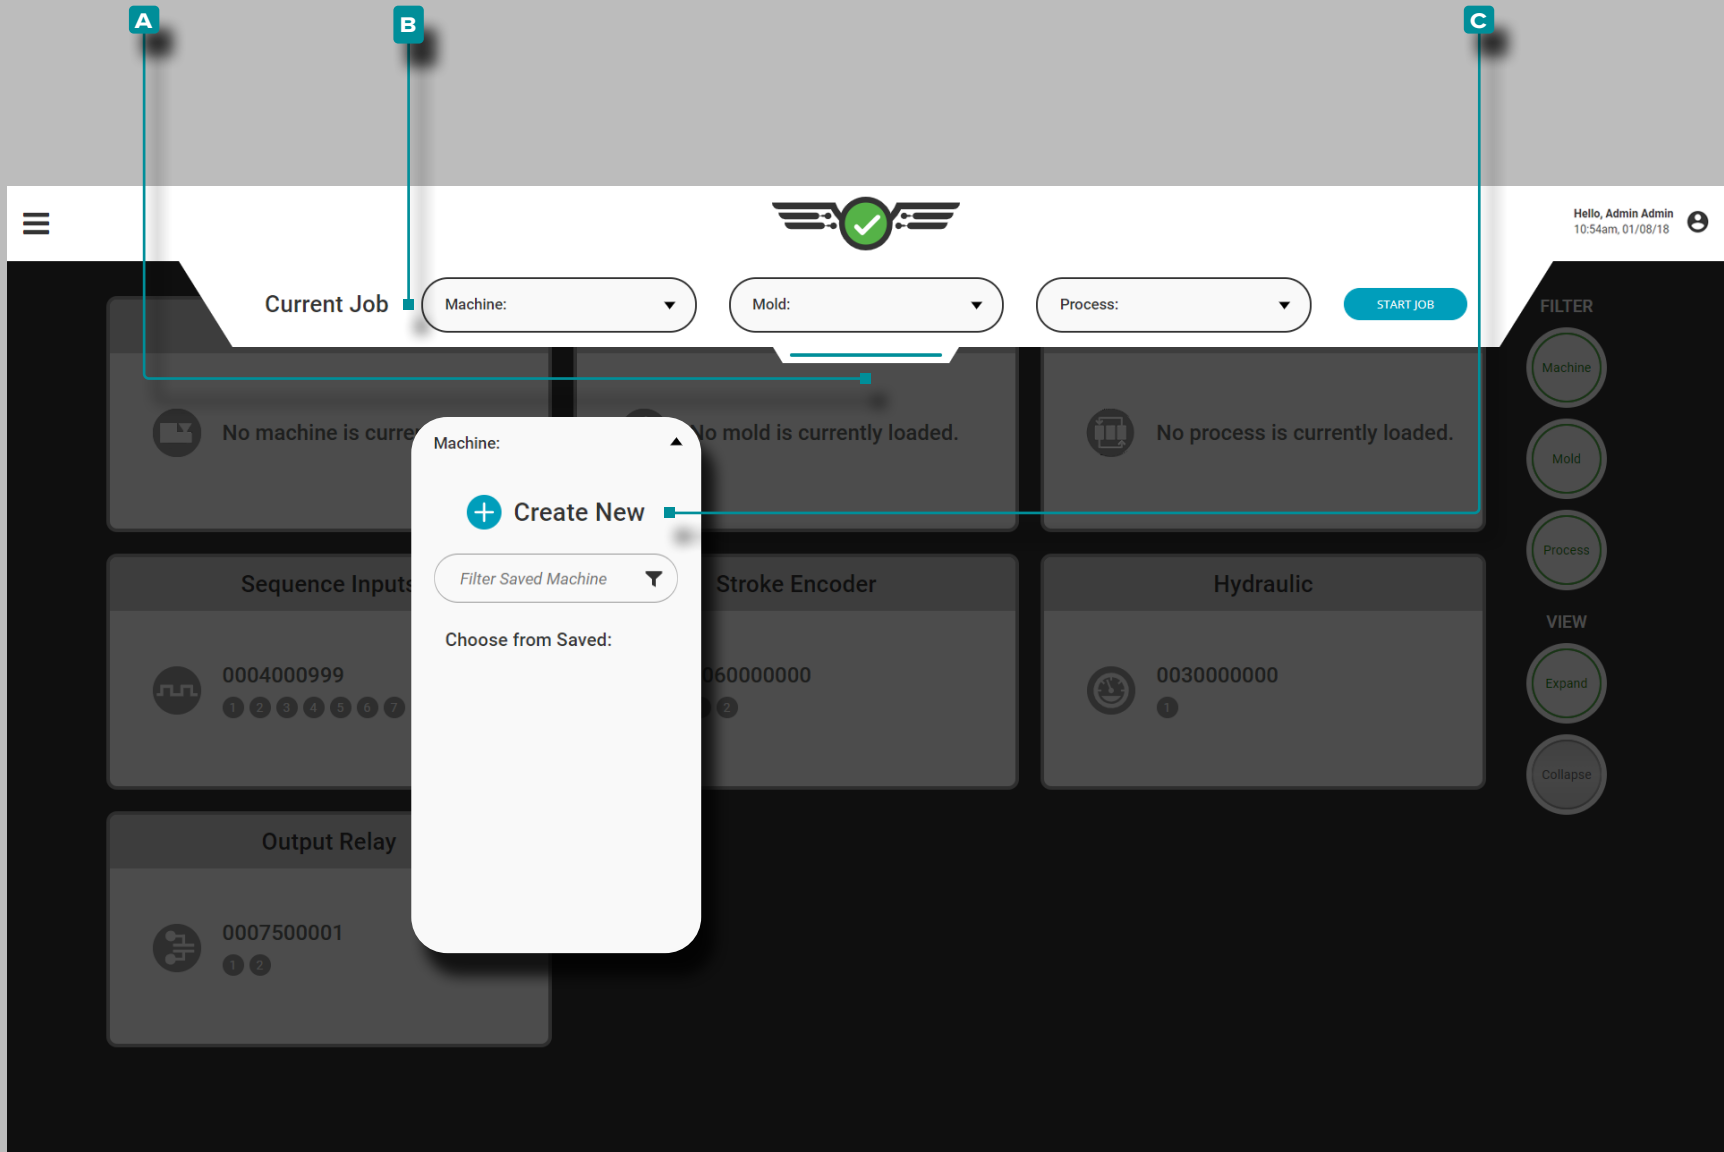 A
B
C
Hello, Admin Admin
10:54am, 01/08/18
Current Job
Machine:
Mold:
Process:
START JOB
FILTER
Machine
Mold
Process
VIEW
Expand
Collapse
No machine is curre
No mold is currently loaded.
No process is currently loaded.
Machine:
Create New
Filter Saved Machine
Choose from Saved:
Sequence Inputs
Stroke Encoder
Hydraulic
0004000999
1 2 3 4 5 6 7
060000000
2
0030000000
1
Output Relay
0007500001
1 2